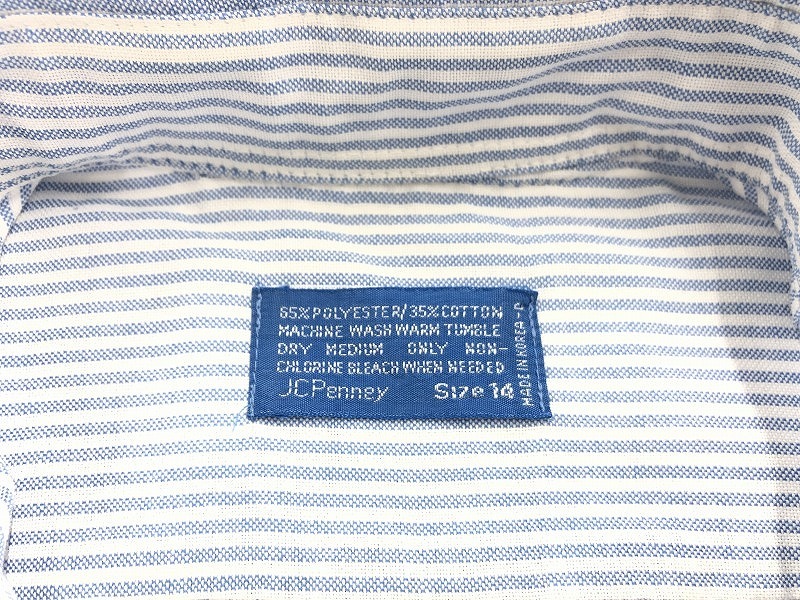 65%POLYESTER/35%COTTON
MACHINE WASH WARM TUMBLE
DRY MEDIUM ONLY NON-
CHLORINE BLEACH WHEN NEEDED
JCPenney Size 14
MADE IN KOREA-P